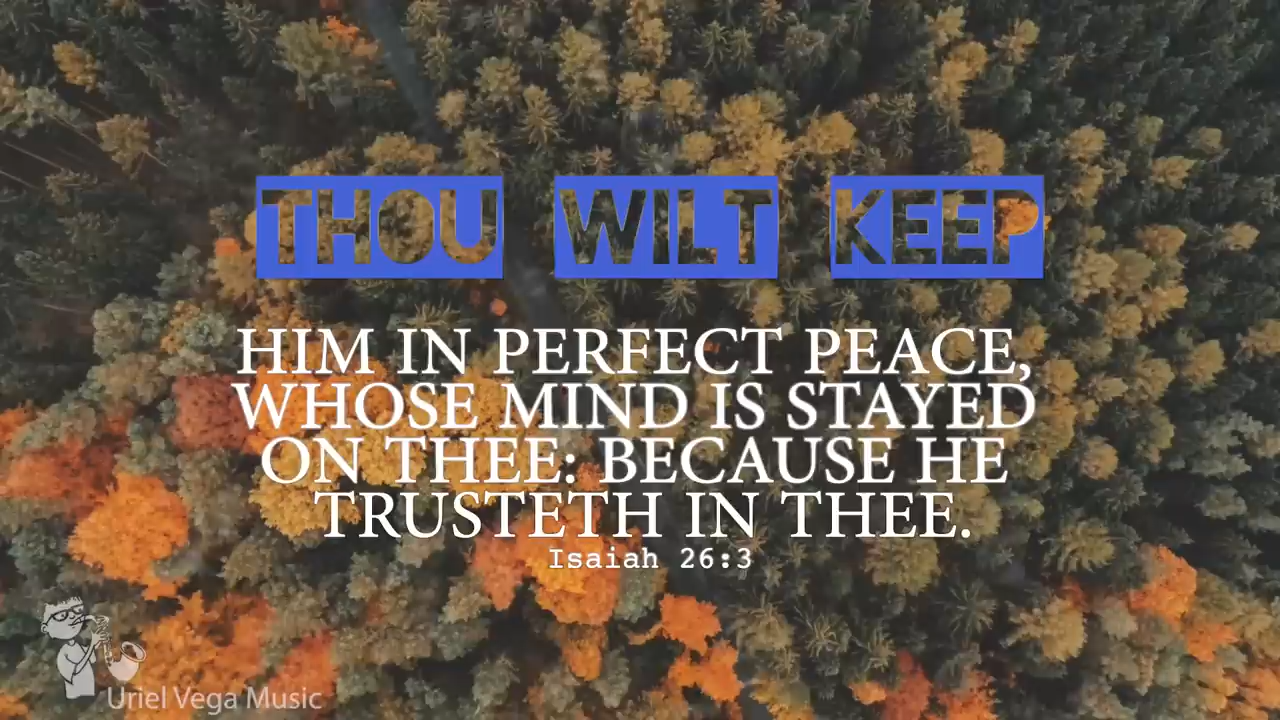 THOU WILT KEEP
HIM IN PERFECT PEACE,
WHOSE MIND IS STAYED
ON THEE: BECAUSE HE
TRUSTETH IN THEE.
Isaiah 26:3
Uriel Vega Music